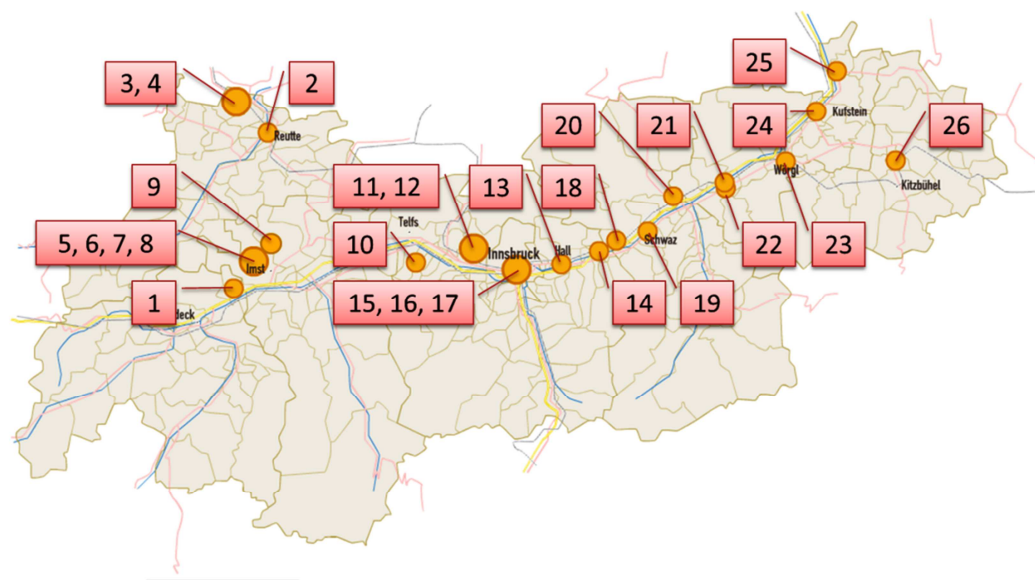 25
3, 4
2
Kufstein
20
21
24
26
Reutte
9
11, 12
13
18
Wörgl
Kitzbühel
Telfs
5, 6, 7, 8
10
Innsbruck
Hall
Schwaz
22
23
Imst
1
deck
15, 16, 17
14
19